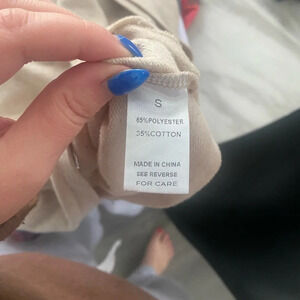 S
65%POLYESTER
35%COTTON
MADE IN CHINA
SEE REVERSE
FOR CARE